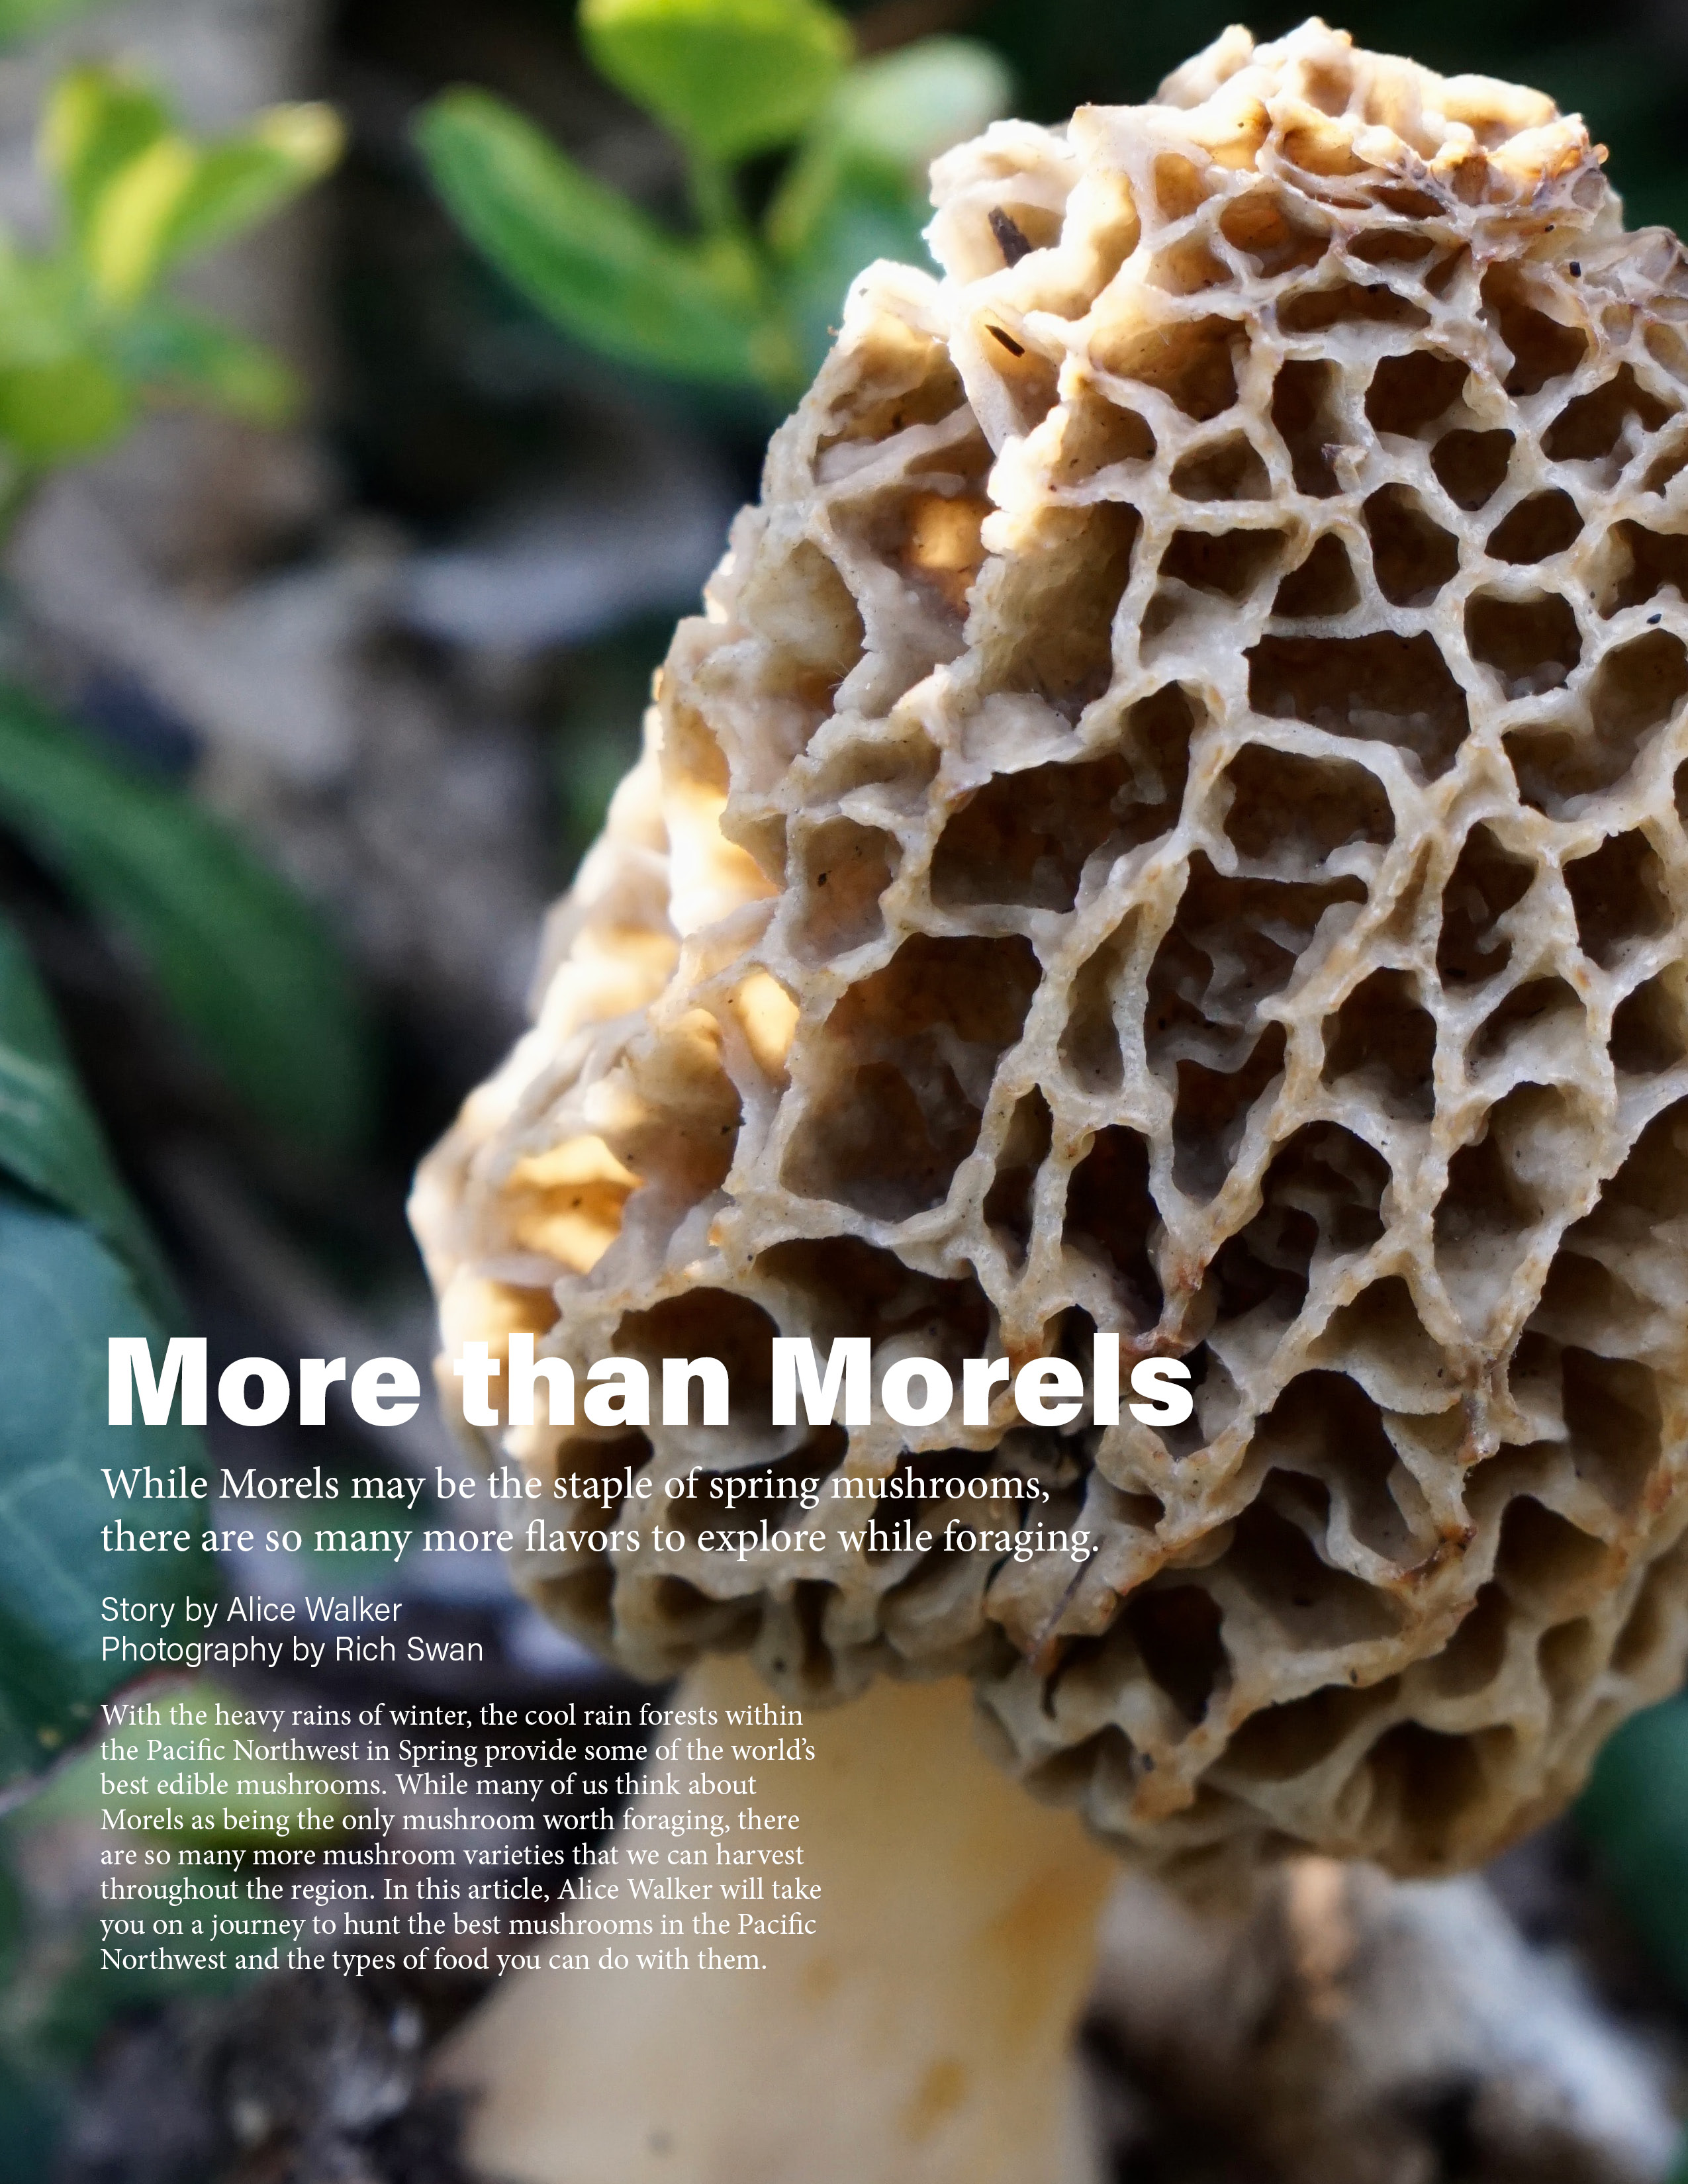 More than Morels
While Morels may be the staple of spring mushrooms,
there are so many more flavors to explore while foraging.
Story by Alice Walker
Photography by Rich Swan
With the heavy rains of winter, the cool rain forests within
the Pacific Northwest in Spring provide some of the world’s
best edible mushrooms. While many of us think about
Morels as being the only mushroom worth foraging, there
are so many more mushroom varieties that we can harvest
throughout the region. In this article, Alice Walker will take
you on a journey to hunt the best mushrooms in the Pacific
Northwest and the types of food you can do with them.